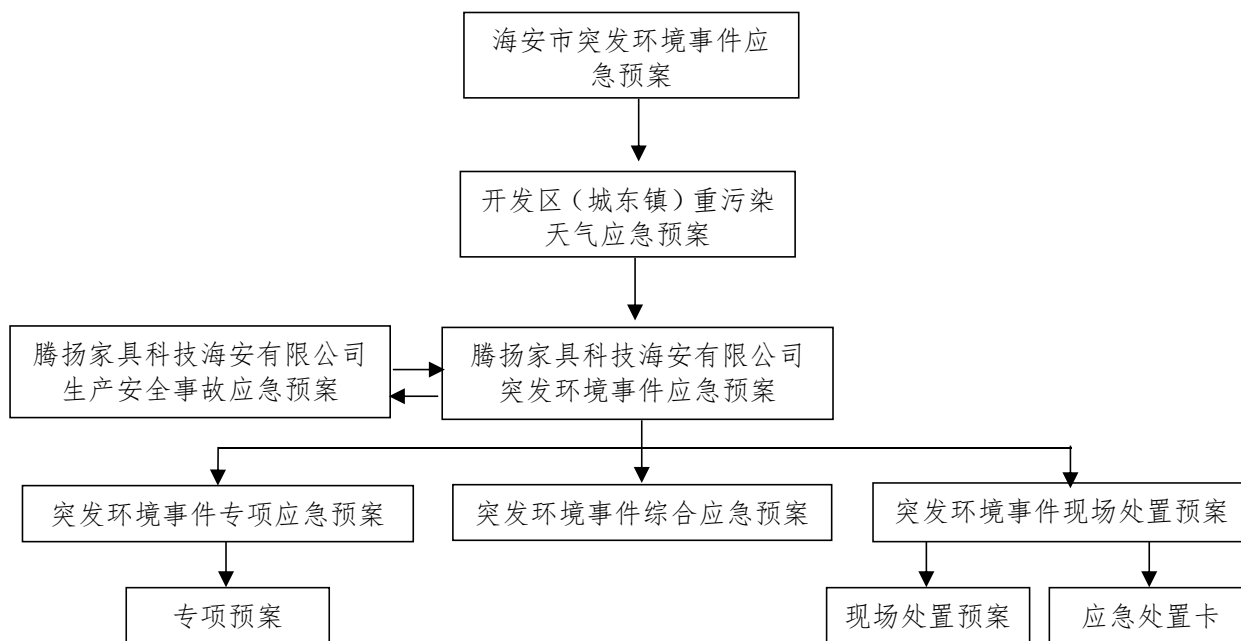 海安市突发环境事件应
急预案
开发区（城东镇）重污染
天气应急预案
腾扬家具科技海安有限公司
生产安全事故应急预案
腾扬家具科技海安有限公司
突发环境事件应急预案
突发环境事件专项应急预案
突发环境事件综合应急预案
突发环境事件现场处置预案
专项预案
现场处置预案
应急处置卡